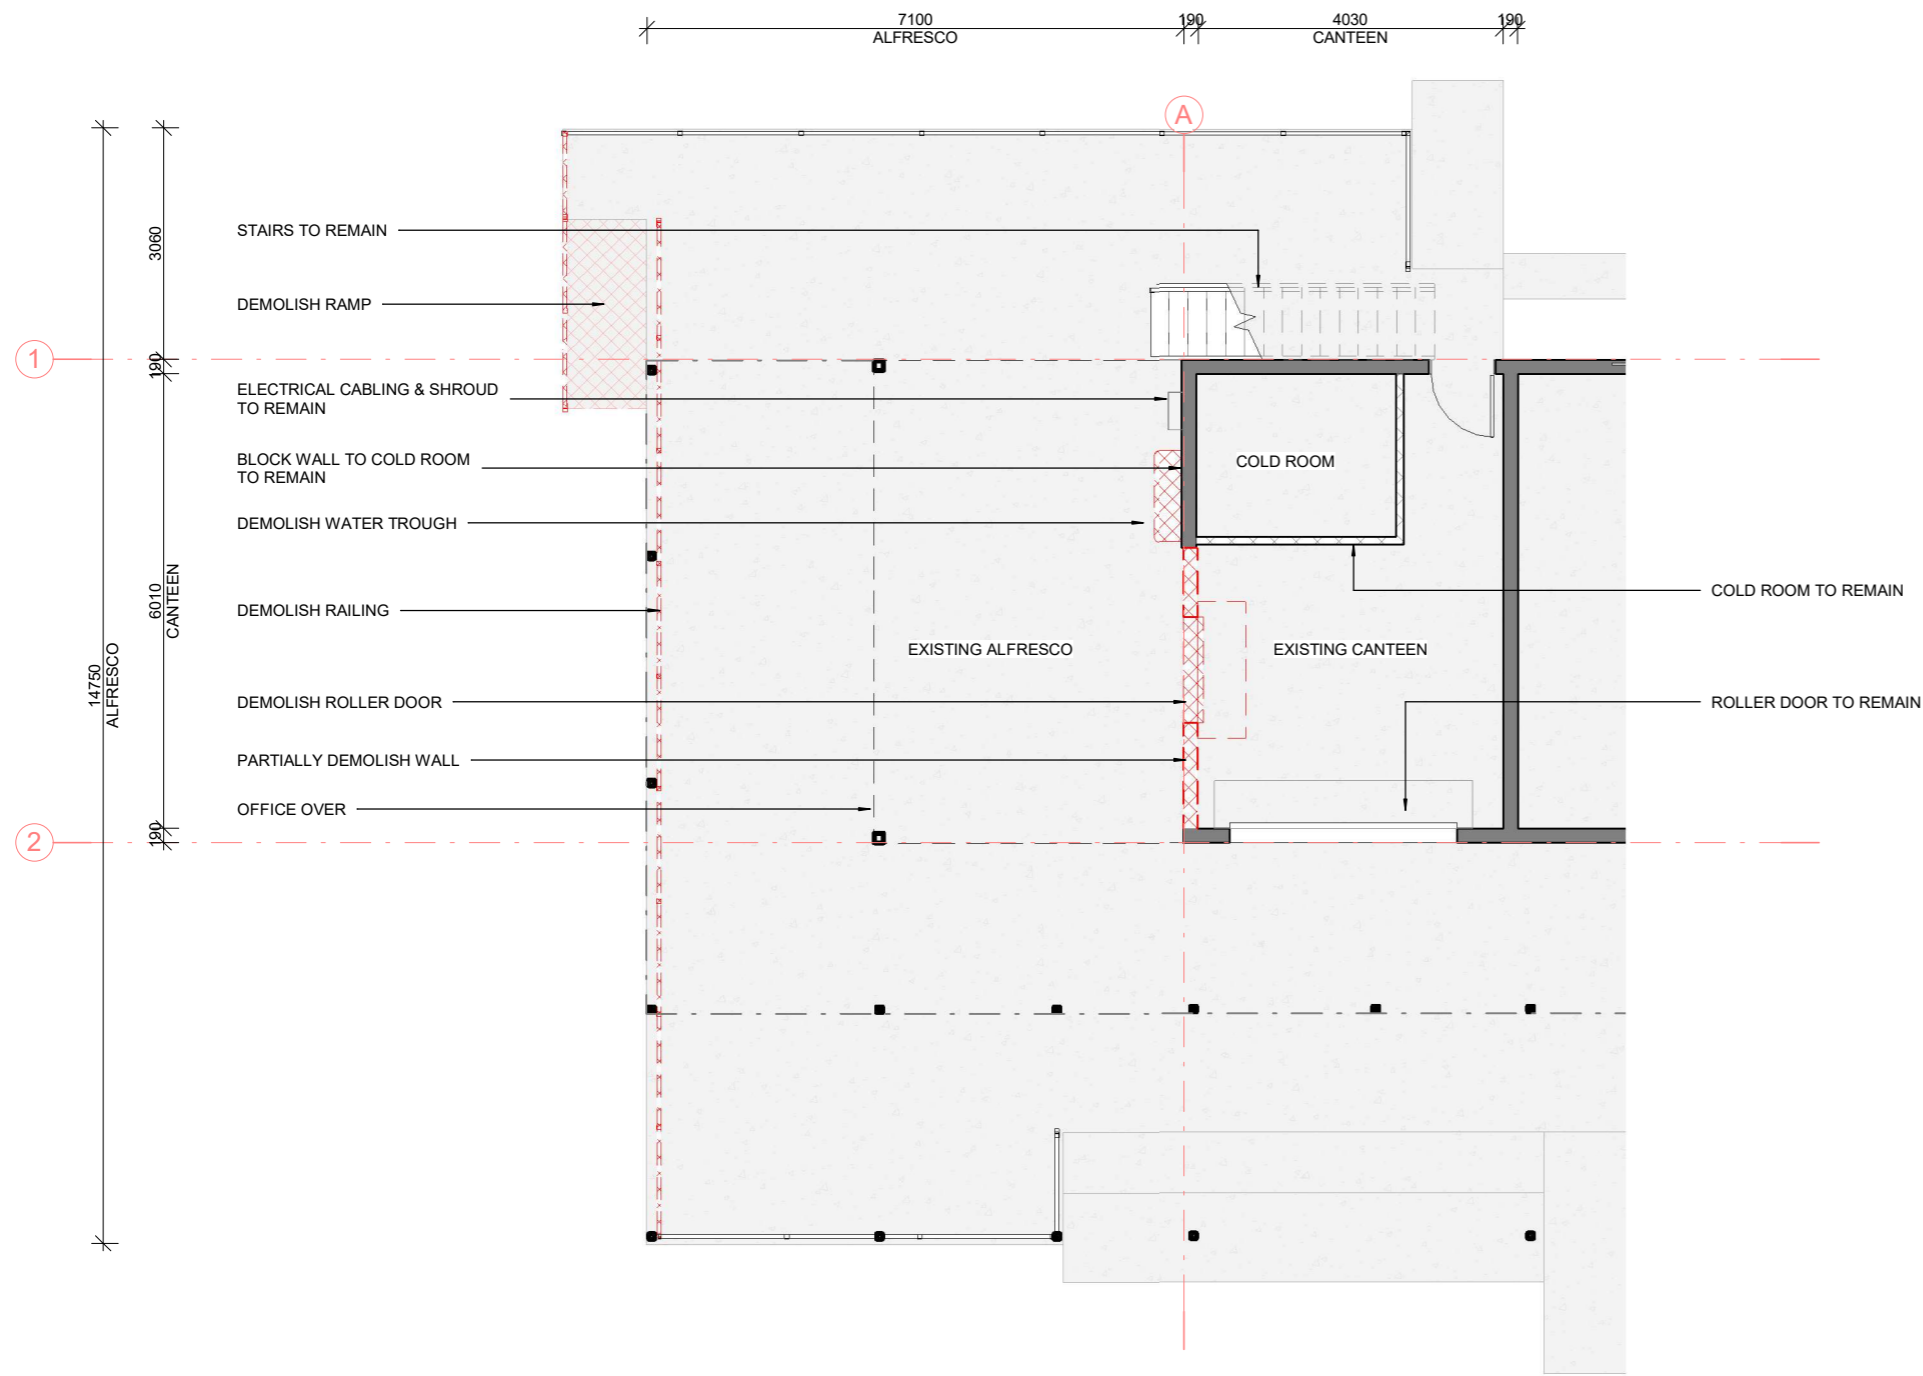 7100
ALFRESCO
190
4030
CANTEEN
190
A
3060
STAIRS TO REMAIN
DEMOLISH RAMP
1
190
ELECTRICAL CABLING & SHROUD
TO REMAIN
BLOCK WALL TO COLD ROOM
TO REMAIN
COLD ROOM
DEMOLISH WATER TROUGH
COLD ROOM TO REMAIN
6010
CANTEEN
DEMOLISH RAILING
EXISTING ALFRESCO
EXISTING CANTEEN
14750
ALFRESCO
DEMOLISH ROLLER DOOR
ROLLER DOOR TO REMAIN
PARTIALLY DEMOLISH WALL
OFFICE OVER
190
2